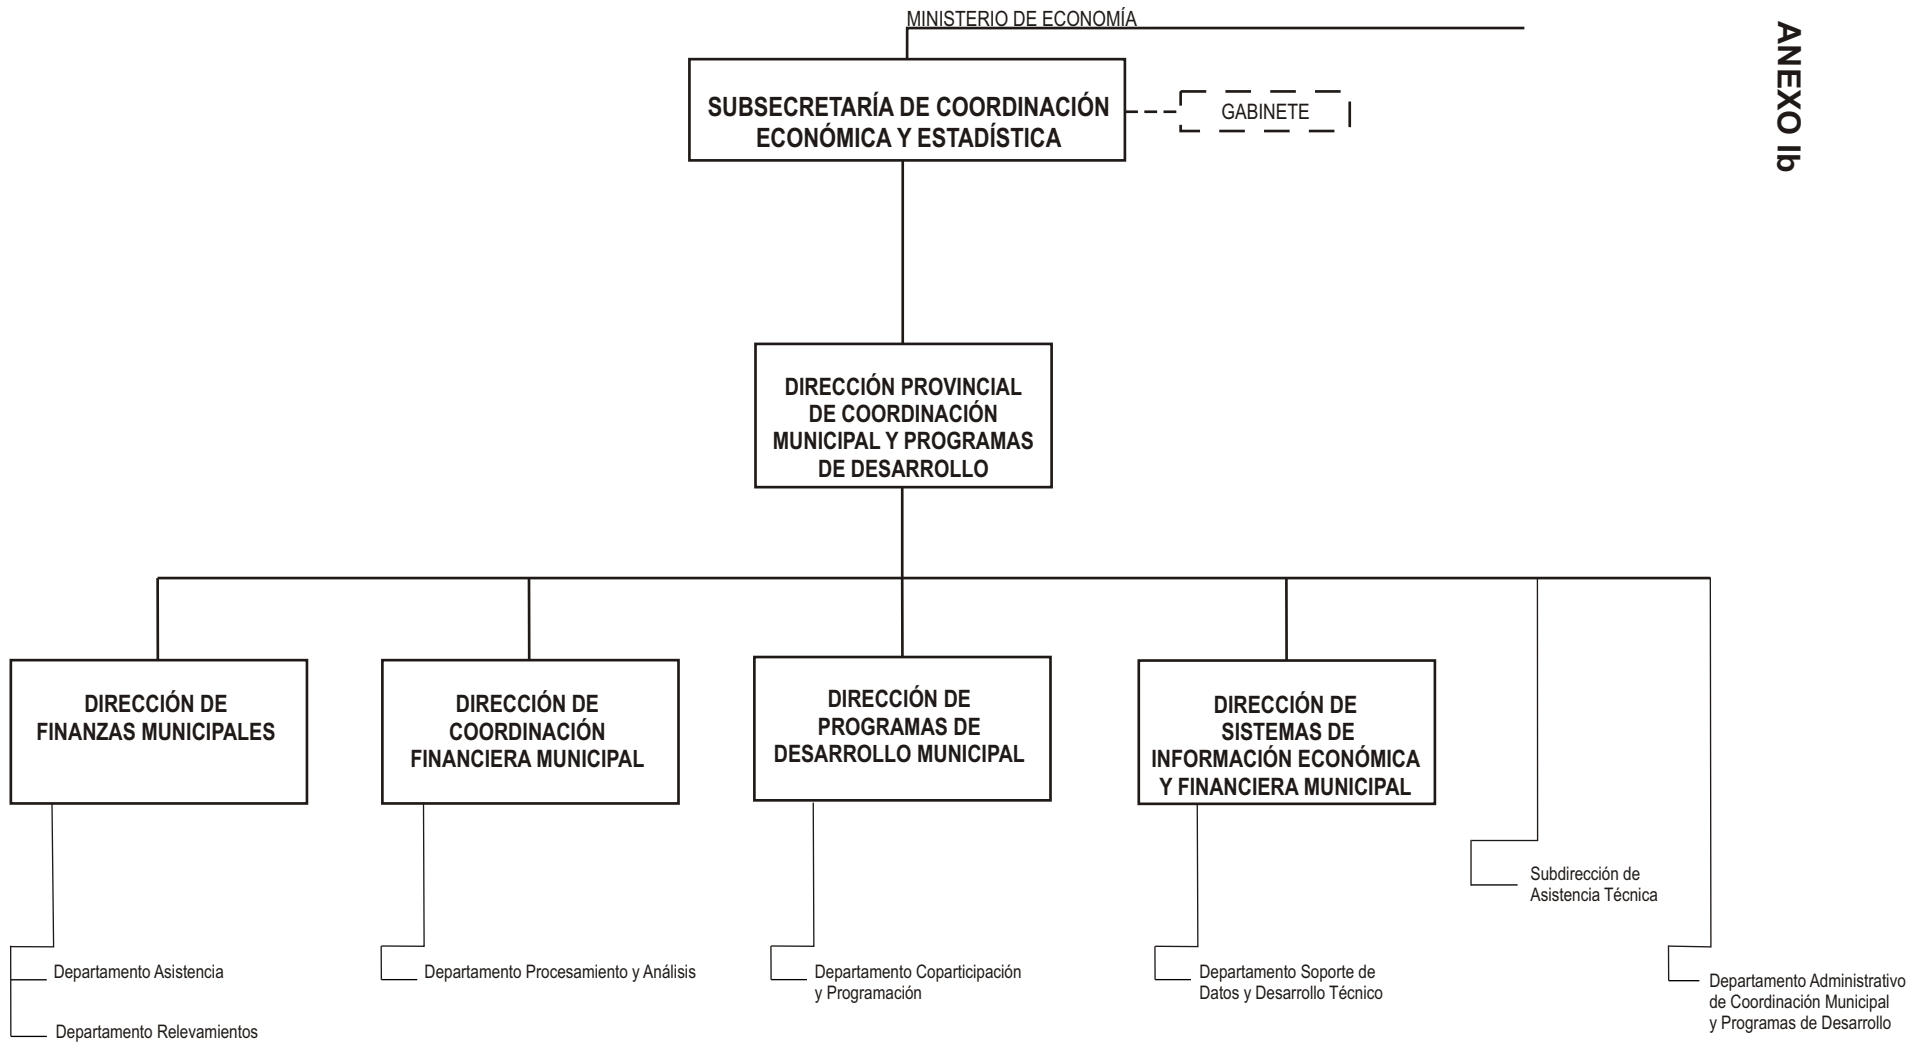 MINISTERIO DE ECONOMÍA
ANEXO Ib
SUBSECRETARÍA DE COORDINACIÓN
ECONÓMICA Y ESTADÍSTICA
GABINETE
DIRECCIÓN PROVINCIAL
DE COORDINACIÓN
MUNICIPAL Y PROGRAMAS
DE DESARROLLO
DIRECCIÓN DE
FINANZAS MUNICIPALES
DIRECCIÓN DE
COORDINACIÓN
FINANCIERA MUNICIPAL
DIRECCIÓN DE
PROGRAMAS DE
DESARROLLO MUNICIPAL
DIRECCIÓN DE
SISTEMAS DE
INFORMACIÓN ECONÓMICA
Y FINANCIERA MUNICIPAL
Subdirección de
Asistencia Técnica
Departamento Asistencia
Departamento Relevamientos
Departamento Procesamiento y Análisis
Departamento Coparticipación
y Programación
Departamento Soporte de
Datos y Desarrollo Técnico
Departamento Administrativo
de Coordinación Municipal
y Programas de Desarrollo